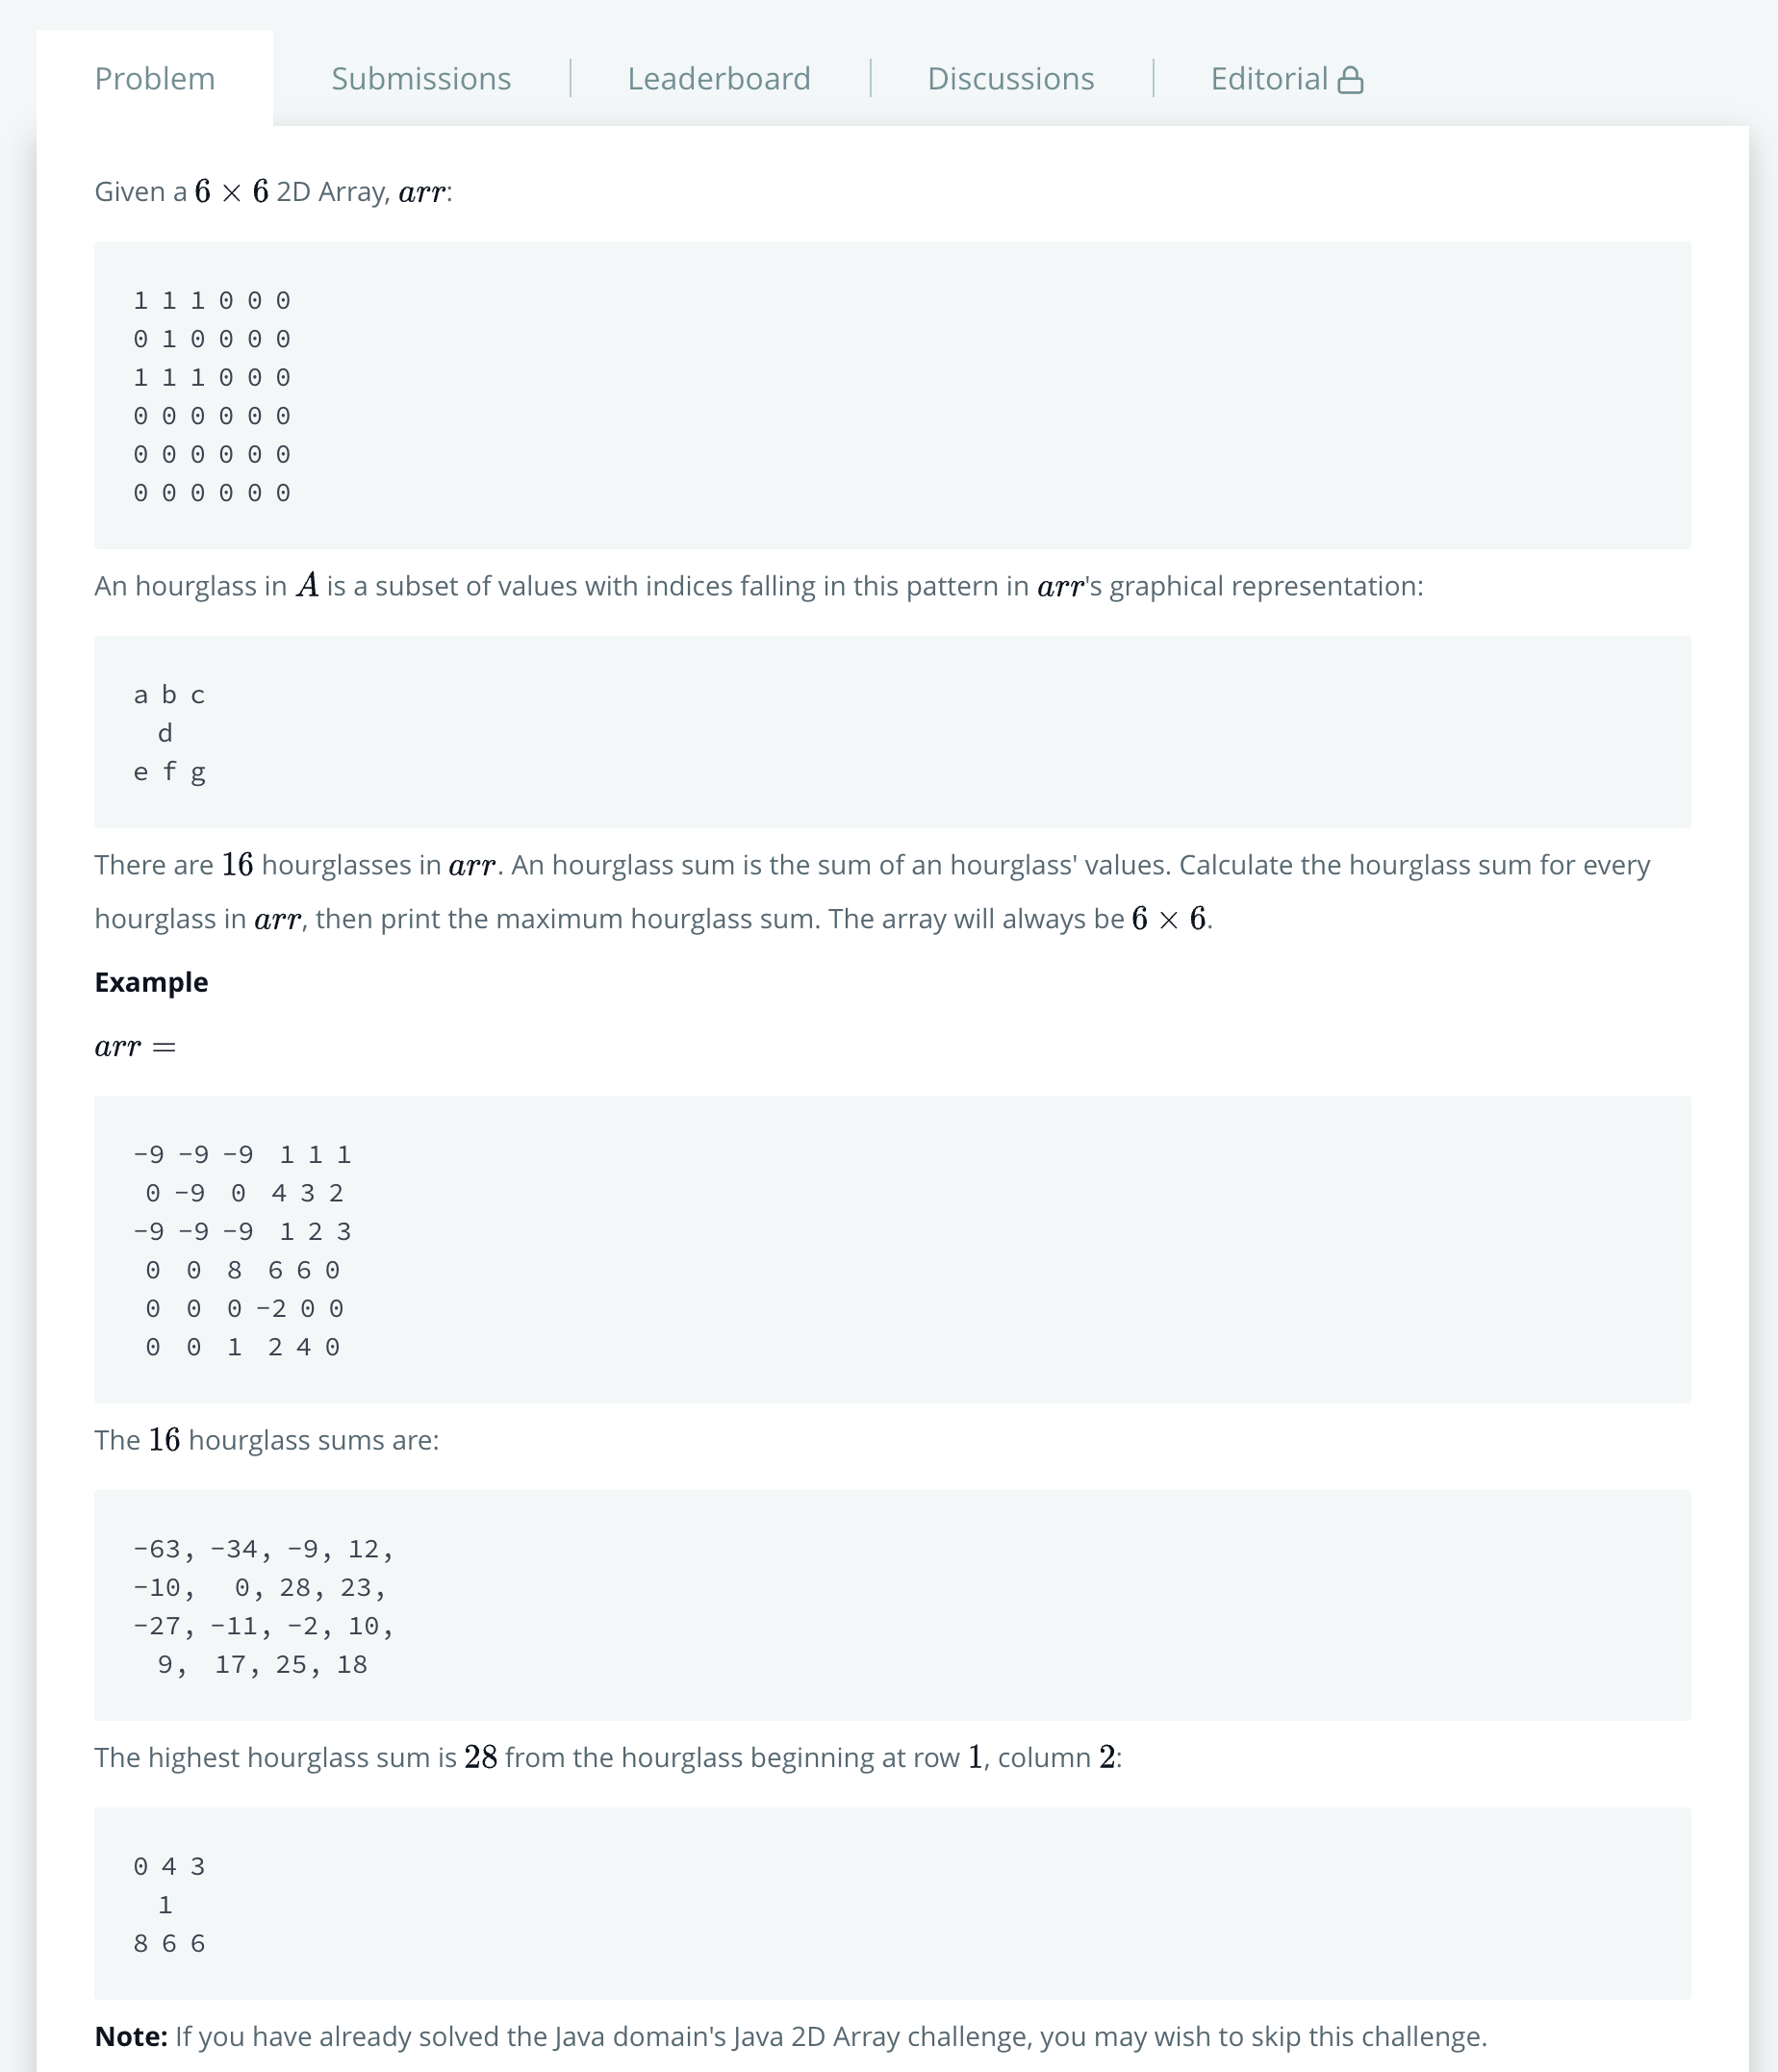 Problem Submissions Leaderboard Discussions Editorial
Given a 6 × 6 2D Array, arr:
1 1 1 0 0 0
0 1 0 0 0 0
1 1 1 0 0 0
0 0 0 0 0 0
0 0 0 0 0 0
0 0 0 0 0 0
An hourglass in A is a subset of values with indices falling in this pattern in arr's graphical representation:
a b c
  d
e f g
There are 16 hourglasses in arr. An hourglass sum is the sum of an hourglass' values. Calculate the hourglass sum for every
hourglass in arr, then print the maximum hourglass sum. The array will always be 6 × 6.
Example
arr =
-9 -9 -9  1 1 1
 0 -9  0  4 3 2
-9 -9 -9  1 2 3
 0  0  8  6 6 0
 0  0  0 -2 0 0
 0  0  1  2 4 0
The 16 hourglass sums are:
-63, -34, -9, 12,
-10,   0, 28, 23,
-27, -11, -2, 10,
  9,  17, 25, 18
The highest hourglass sum is 28 from the hourglass beginning at row 1, column 2:
0 4 3
  1
8 6 6
Note: If you have already solved the Java domain's Java 2D Array challenge, you may wish to skip this challenge.